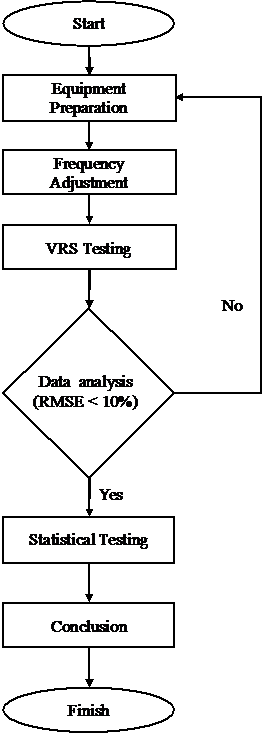 Start
Equipment
Preparation
Frequency
Adjustment
VRS Testing
No
Data analysis
(RMSE < 10%)
Yes
Statistical Testing
Conclusion
Finish